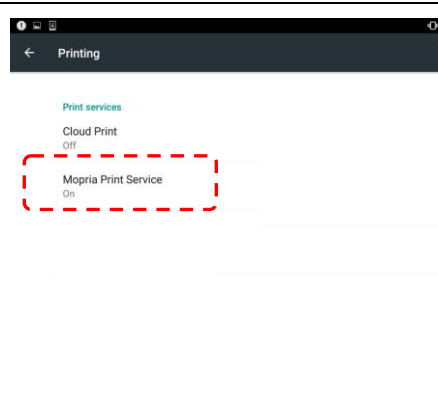 Printing
Print services
Cloud Print
Off
Mopria Print Service
On